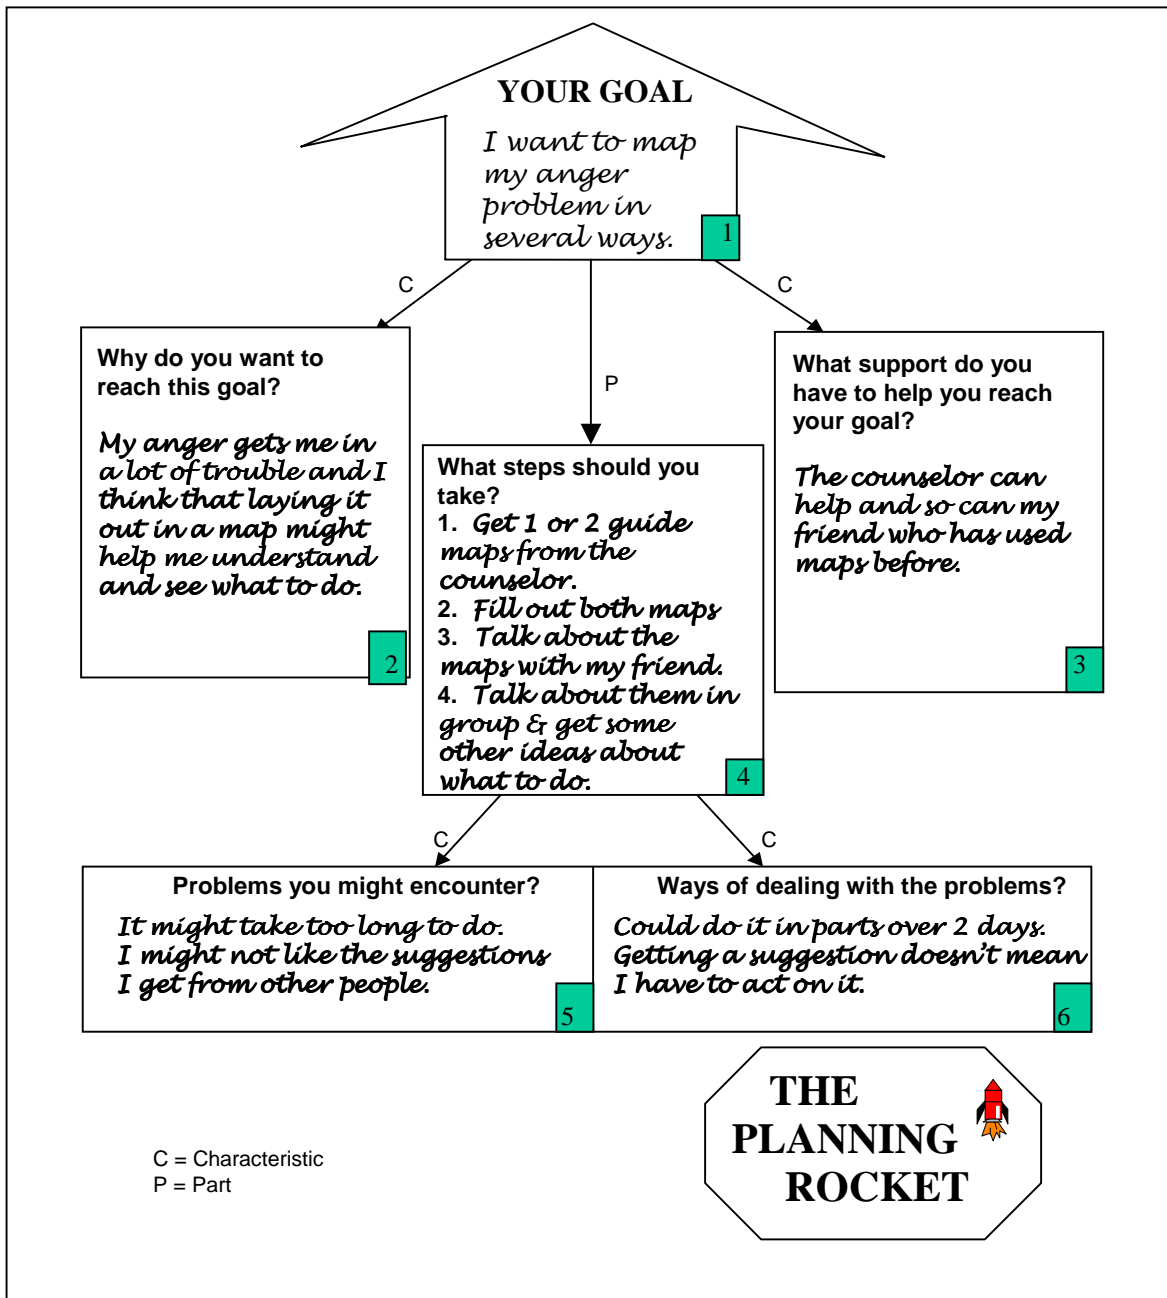 YOUR GOAL
I want to map
my anger
problem in
several ways.
1
C
P
C
Why do you want to
reach this goal?
My anger gets me in
a lot of trouble and I
think that laying it
out in a map might
help me understand
and see what to do.
2
What support do you
have to help you reach
your goal?
The counselor can
help and so can my
friend who has used
maps before.
3
What steps should you
take?
1. Get 1 or 2 guide
maps from the
counselor.
2. Fill out both maps
3. Talk about the
maps with my friend.
4. Talk about them in
group & get some
other ideas about
what to do.
4
C
C
Problems you might encounter?
It might take too long to do.
I might not like the suggestions
I get from other people.
5
Ways of dealing with the problems?
Could do it in parts over 2 days.
Getting a suggestion doesn't mean
I have to act on it.
6
C = Characteristic
P = Part
THE
PLANNING
ROCKET